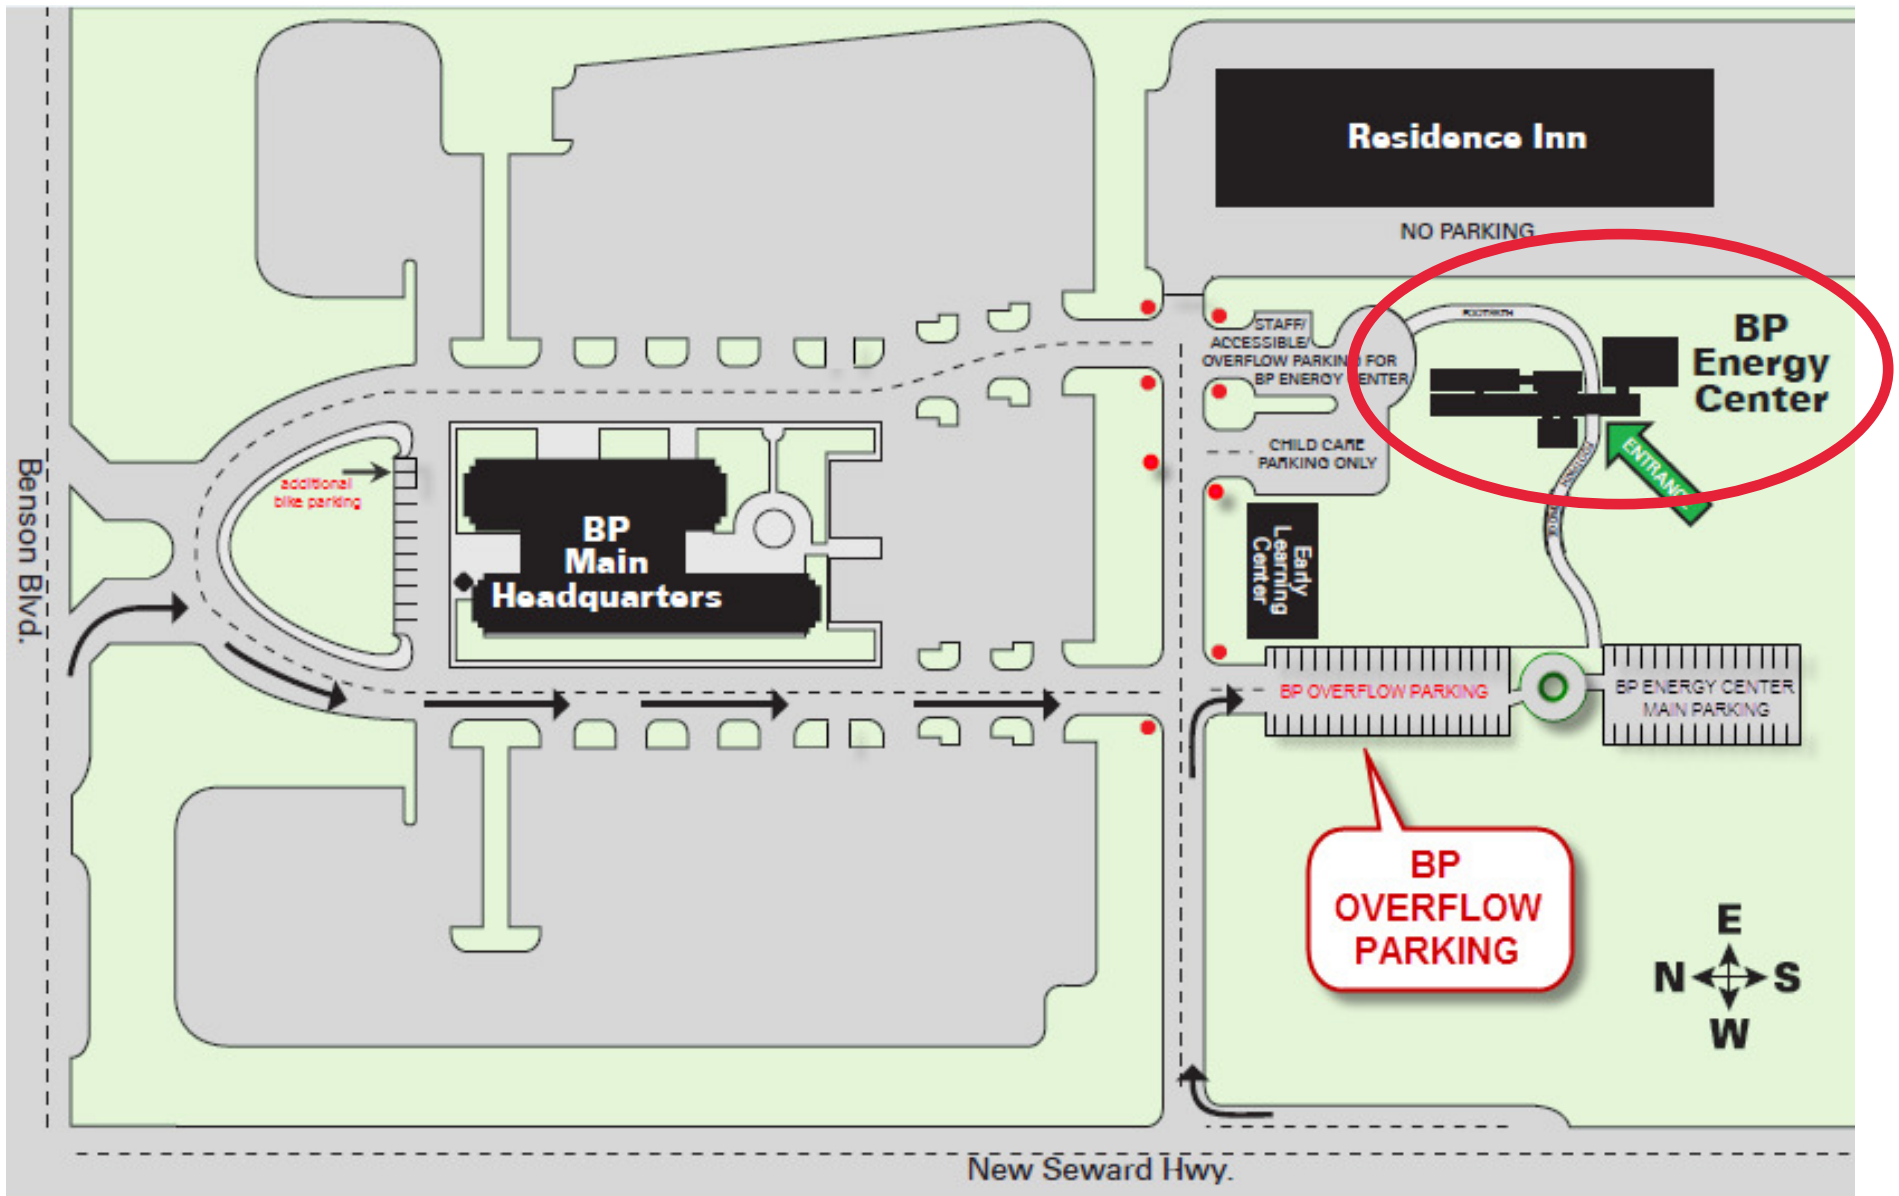 Residence Inn
NO PARKING
STAFF/
ACCESSIBLE/
OVERFLOW PARKING FOR
BP ENERGY CENTER
FOOTPATH
BP
Energy
Center
ENTRANCE
CHILD CARE
PARKING ONLY
additional
bike parking
Benson Blvd.
BP
Main
Headquarters
Early
Learning
Center
BP OVERFLOW PARKING
BP ENERGY CENTER
MAIN PARKING
BP
OVERFLOW
PARKING
E
N S
W
New Seward Hwy.